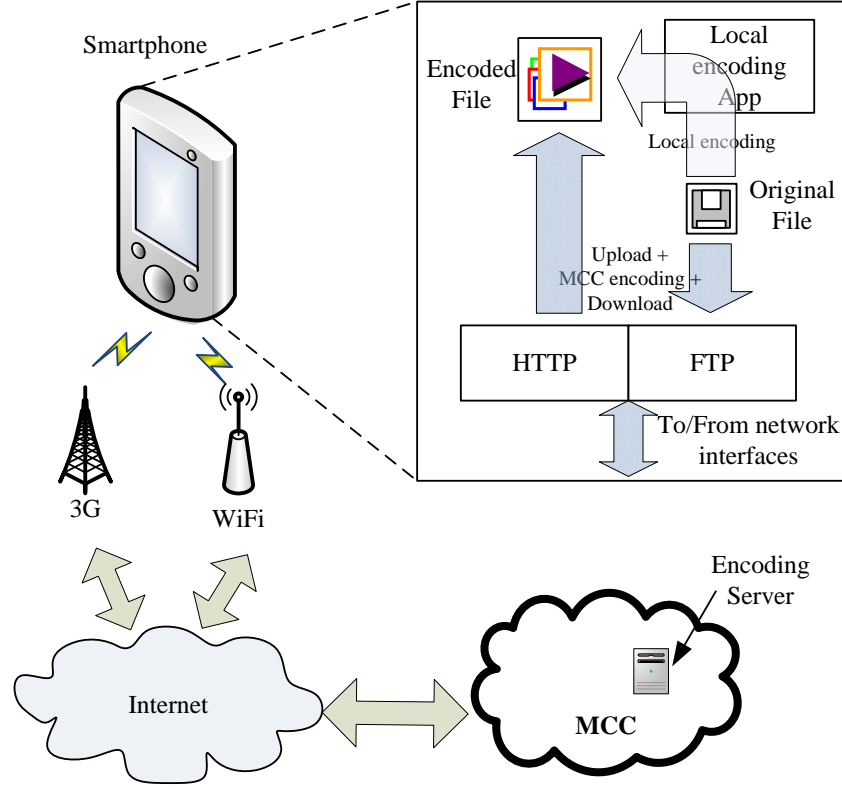 Smartphone
Encoded
File
Local
encoding
App
Local encoding
Original
File
Upload +
MCC encoding +
Download
HTTP
FTP
To/From network
interfaces
3G
WiFi
Encoding
Server
Internet
MCC